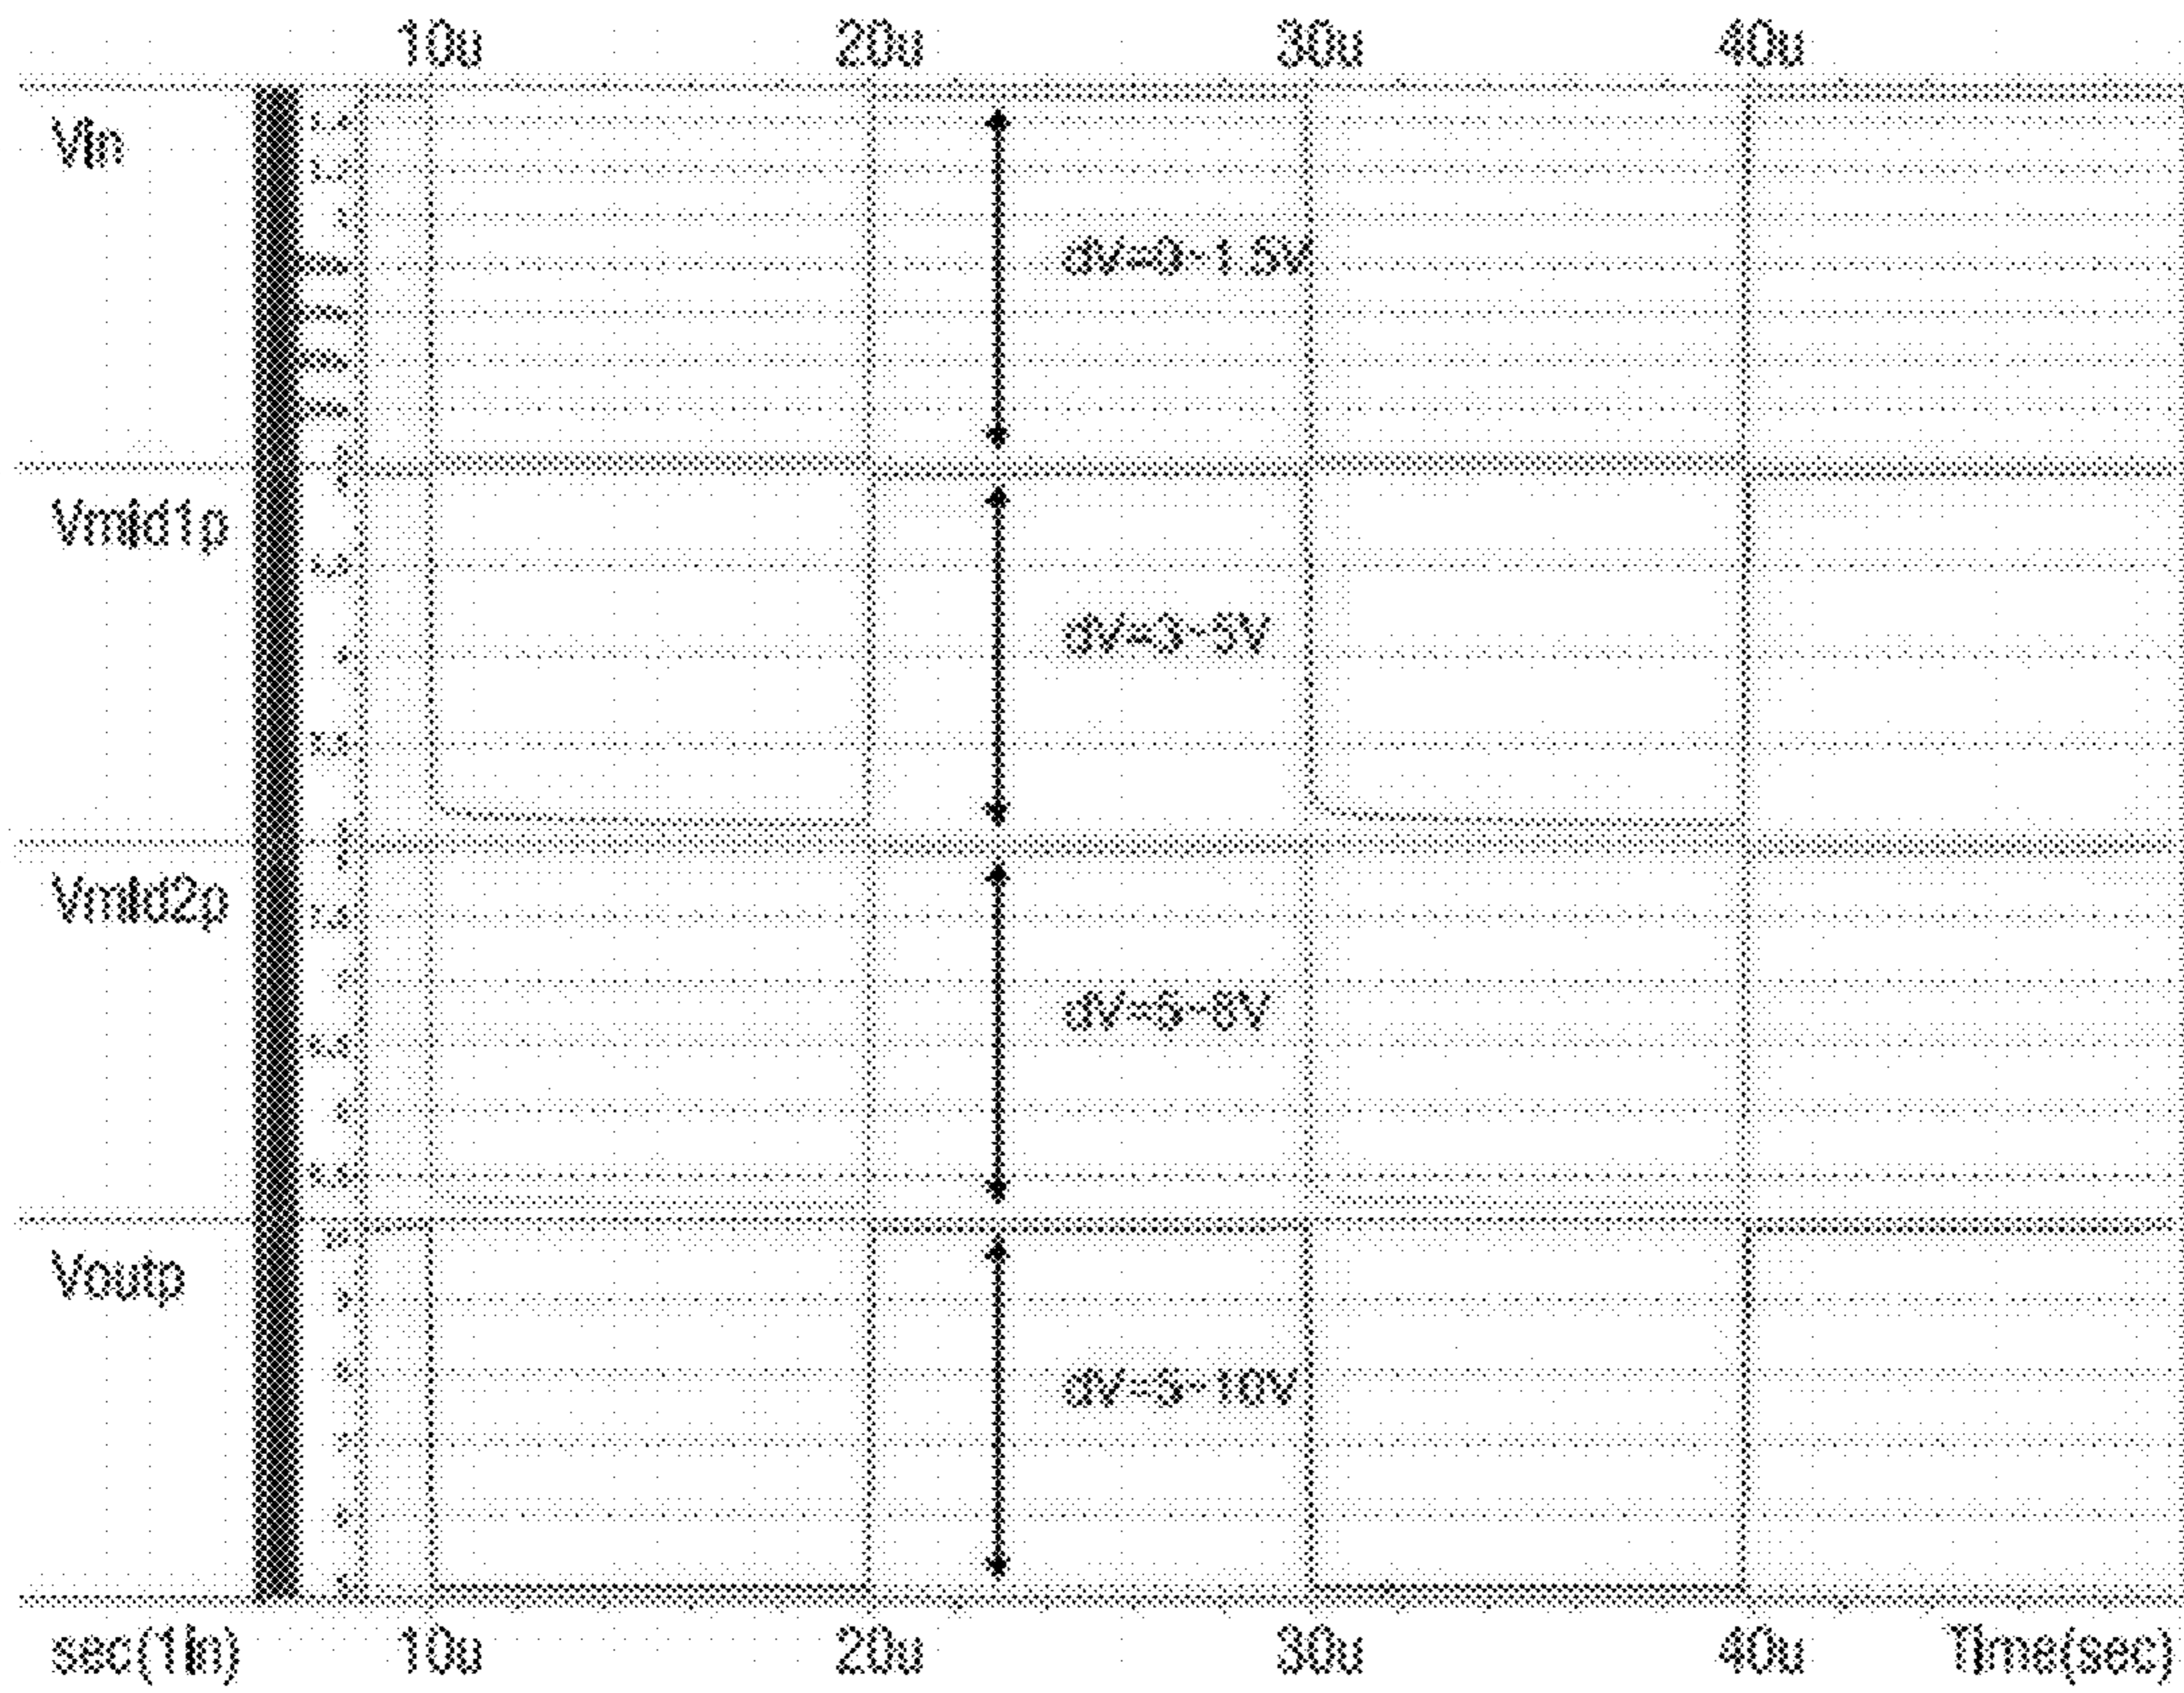 10u 20u 30u 40u
Vin
dV=0~1.5V
Vmid1p
dV=3~5V
Vmid2p
dV=5~8V
Voutp
dV=5~10V
sec(1in) 10u 20u 30u 40u Time(sec)